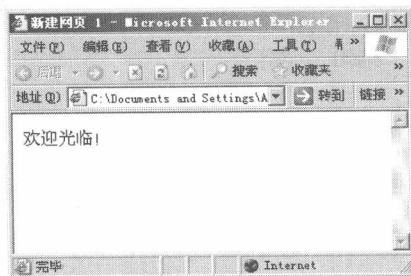 新建网页 1 - Microsoft Internet Explorer
文件(F) 编辑(E) 查看(V) 收藏(A) 工具(T) »
后退 搜索 收藏夹 »
地址(D) C:\Documents and Settings\A 转到 链接 »
欢迎光临!
完毕 Internet